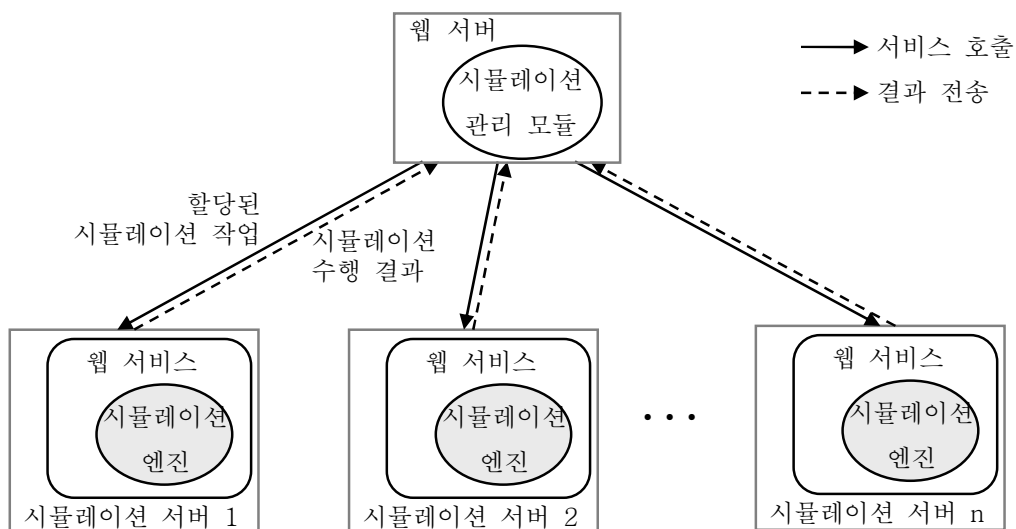 웹 서버
시뮬레이션
관리 모듈
서비스 호출
결과 전송
할당된
시뮬레이션 작업
시뮬레이션
수행 결과
웹 서비스
시뮬레이션
엔진
시뮬레이션 서버 1
웹 서비스
시뮬레이션
엔진
시뮬레이션 서버 2
···
웹 서비스
시뮬레이션
엔진
시뮬레이션 서버 n